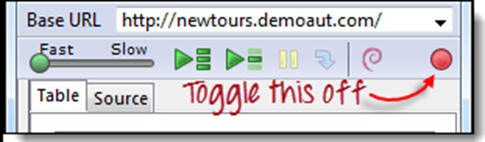 Base URL http://newtours.demoaut.com/
Fast Slow
Table Source
Toggle this off